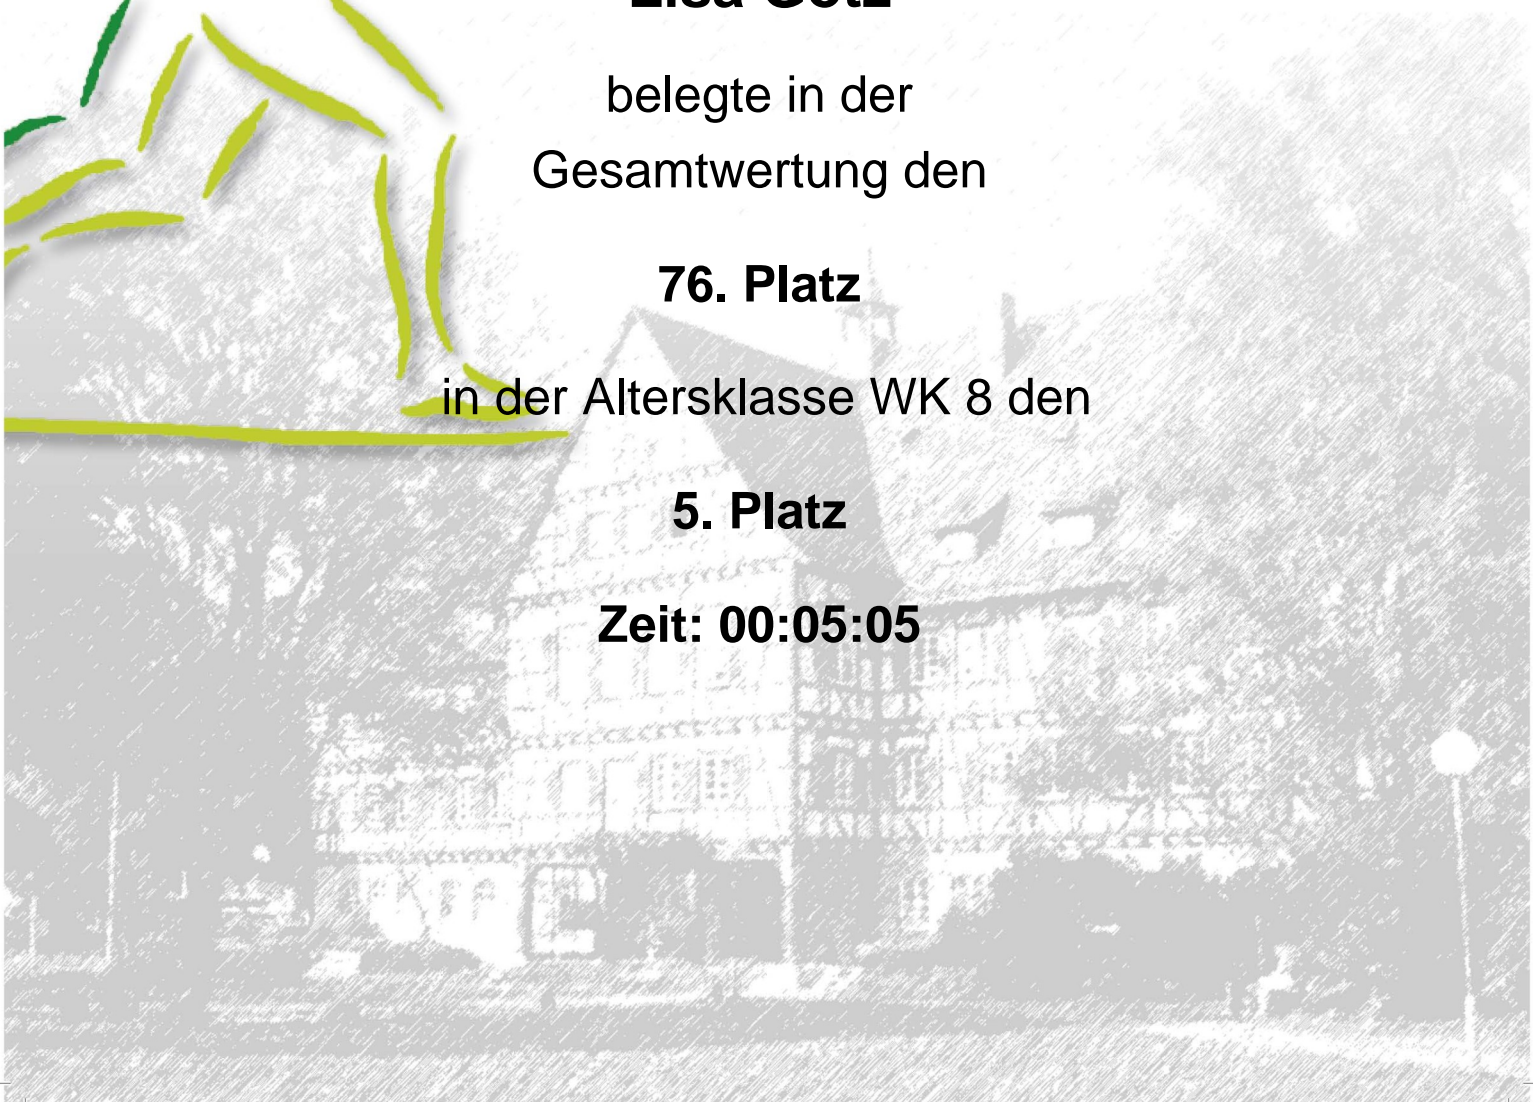 belegte in der
Gesamtwertung den
76. Platz
in der Altersklasse WK 8 den
5. Platz
Zeit: 00:05:05